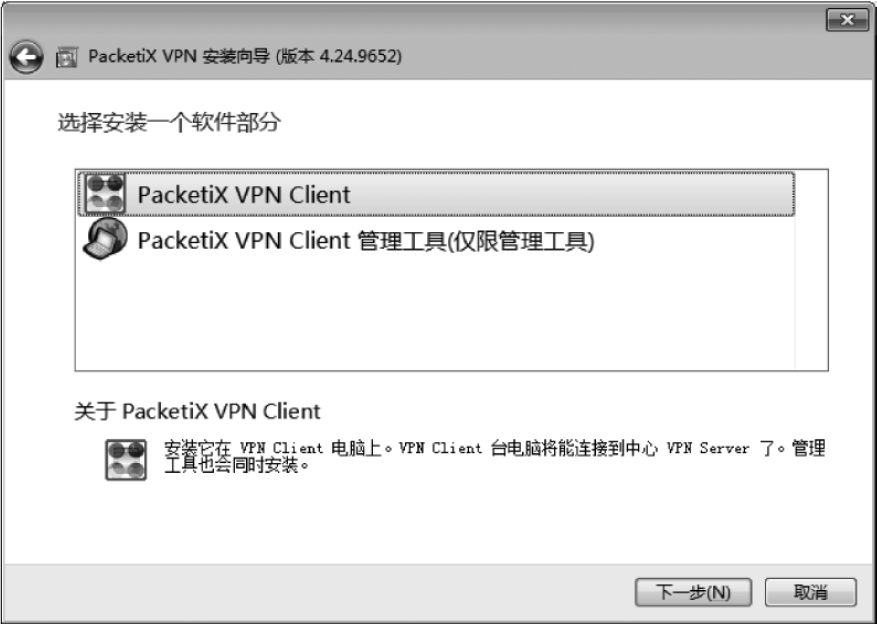 PacketiX VPN 安装向导 (版本 4.24.9652)
选择安装一个软件部分
PacketiX VPN Client
PacketiX VPN Client 管理工具(仅限管理工具)
关于 PacketiX VPN Client
安装它在 VPN Client 电脑上。VPN Client 台电脑将能连接到中心 VPN Server 了。管理
工具也会同时安装。
下一步(N)
取消